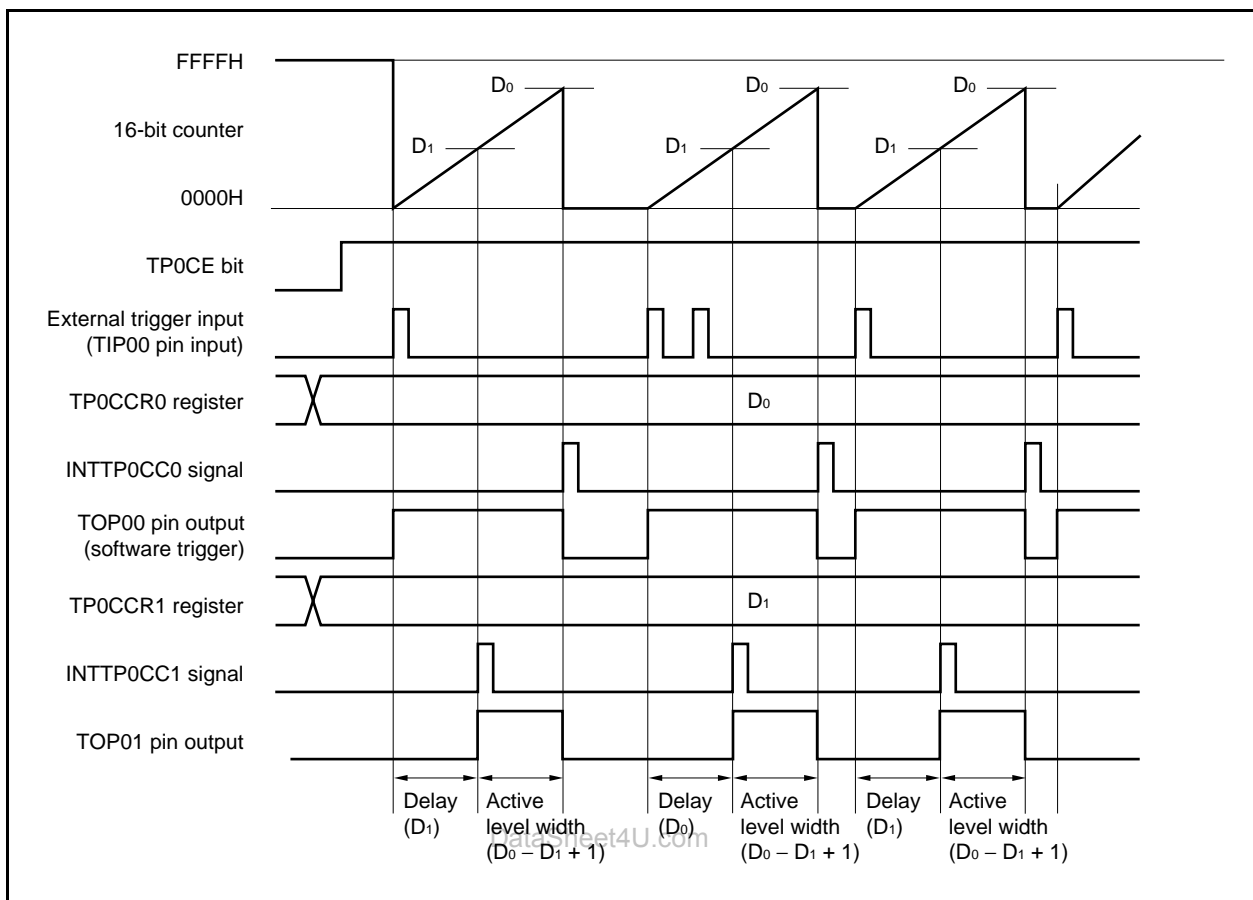 FFFFH
D0
D0
D0
16-bit counter
D1
D1
D1
0000H
TP0CE bit
External trigger input
(TIP00 pin input)
TP0CCR0 register
D0
INTTP0CC0 signal
TOP00 pin output
(software trigger)
TP0CCR1 register
D1
INTTP0CC1 signal
TOP01 pin output
Delay
(D1)
Active
level width
(D0 − D1 + 1)
Delay
(D0)
Active
level width
(D0 − D1 + 1)
Delay
(D1)
Active
level width
(D0 − D1 + 1)
DataSheet4U.com